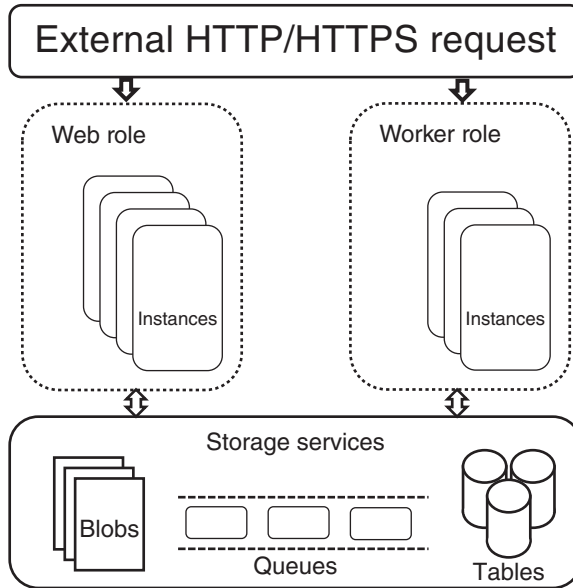 External HTTP/HTTPS request
Web role
Worker role
Instances
Instances
Storage services
Blobs
Queues
Tables